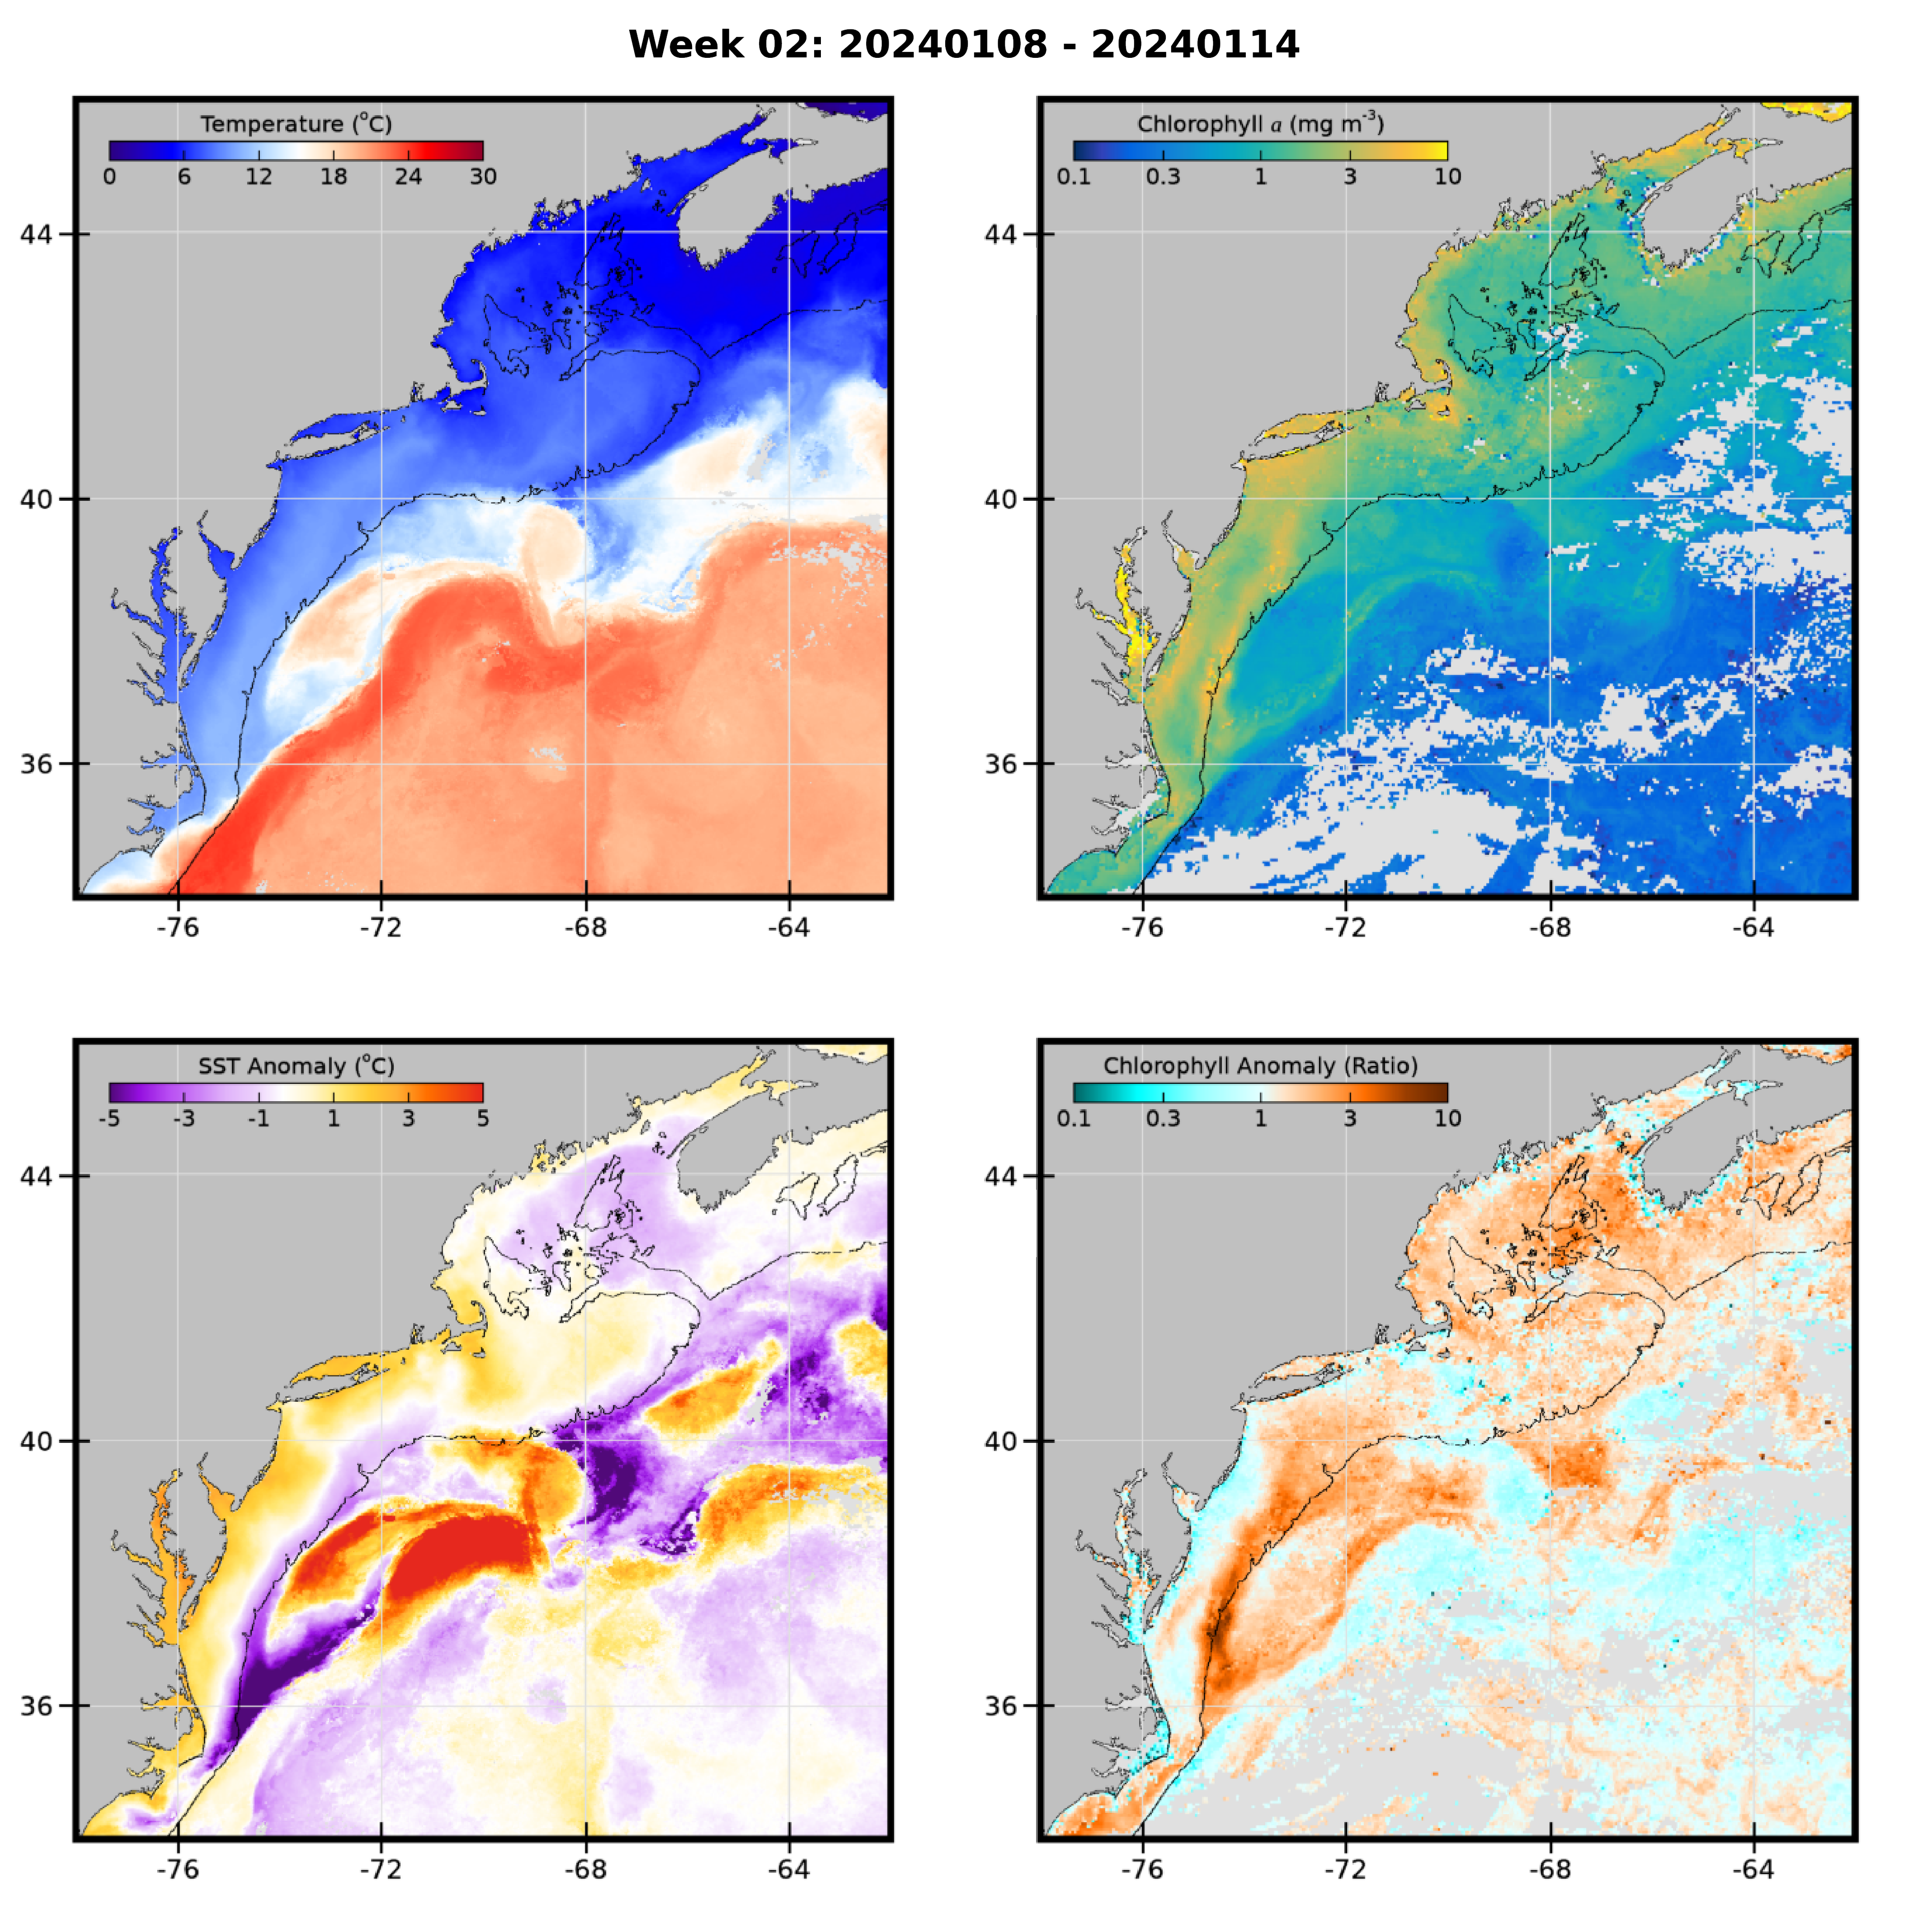 Week 02: 20240108 - 20240114
Temperature (°C)
0 6 12 18 24 30
44
40
36
-76 -72 -68 -64
Chlorophyll a (mg m⁻³)
0.1 0.3 1 3 10
44
40
36
-76 -72 -68 -64
SST Anomaly (°C)
-5 -3 -1 1 3 5
44
40
36
-76 -72 -68 -64
Chlorophyll Anomaly (Ratio)
0.1 0.3 1 3 10
44
40
36
-76 -72 -68 -64